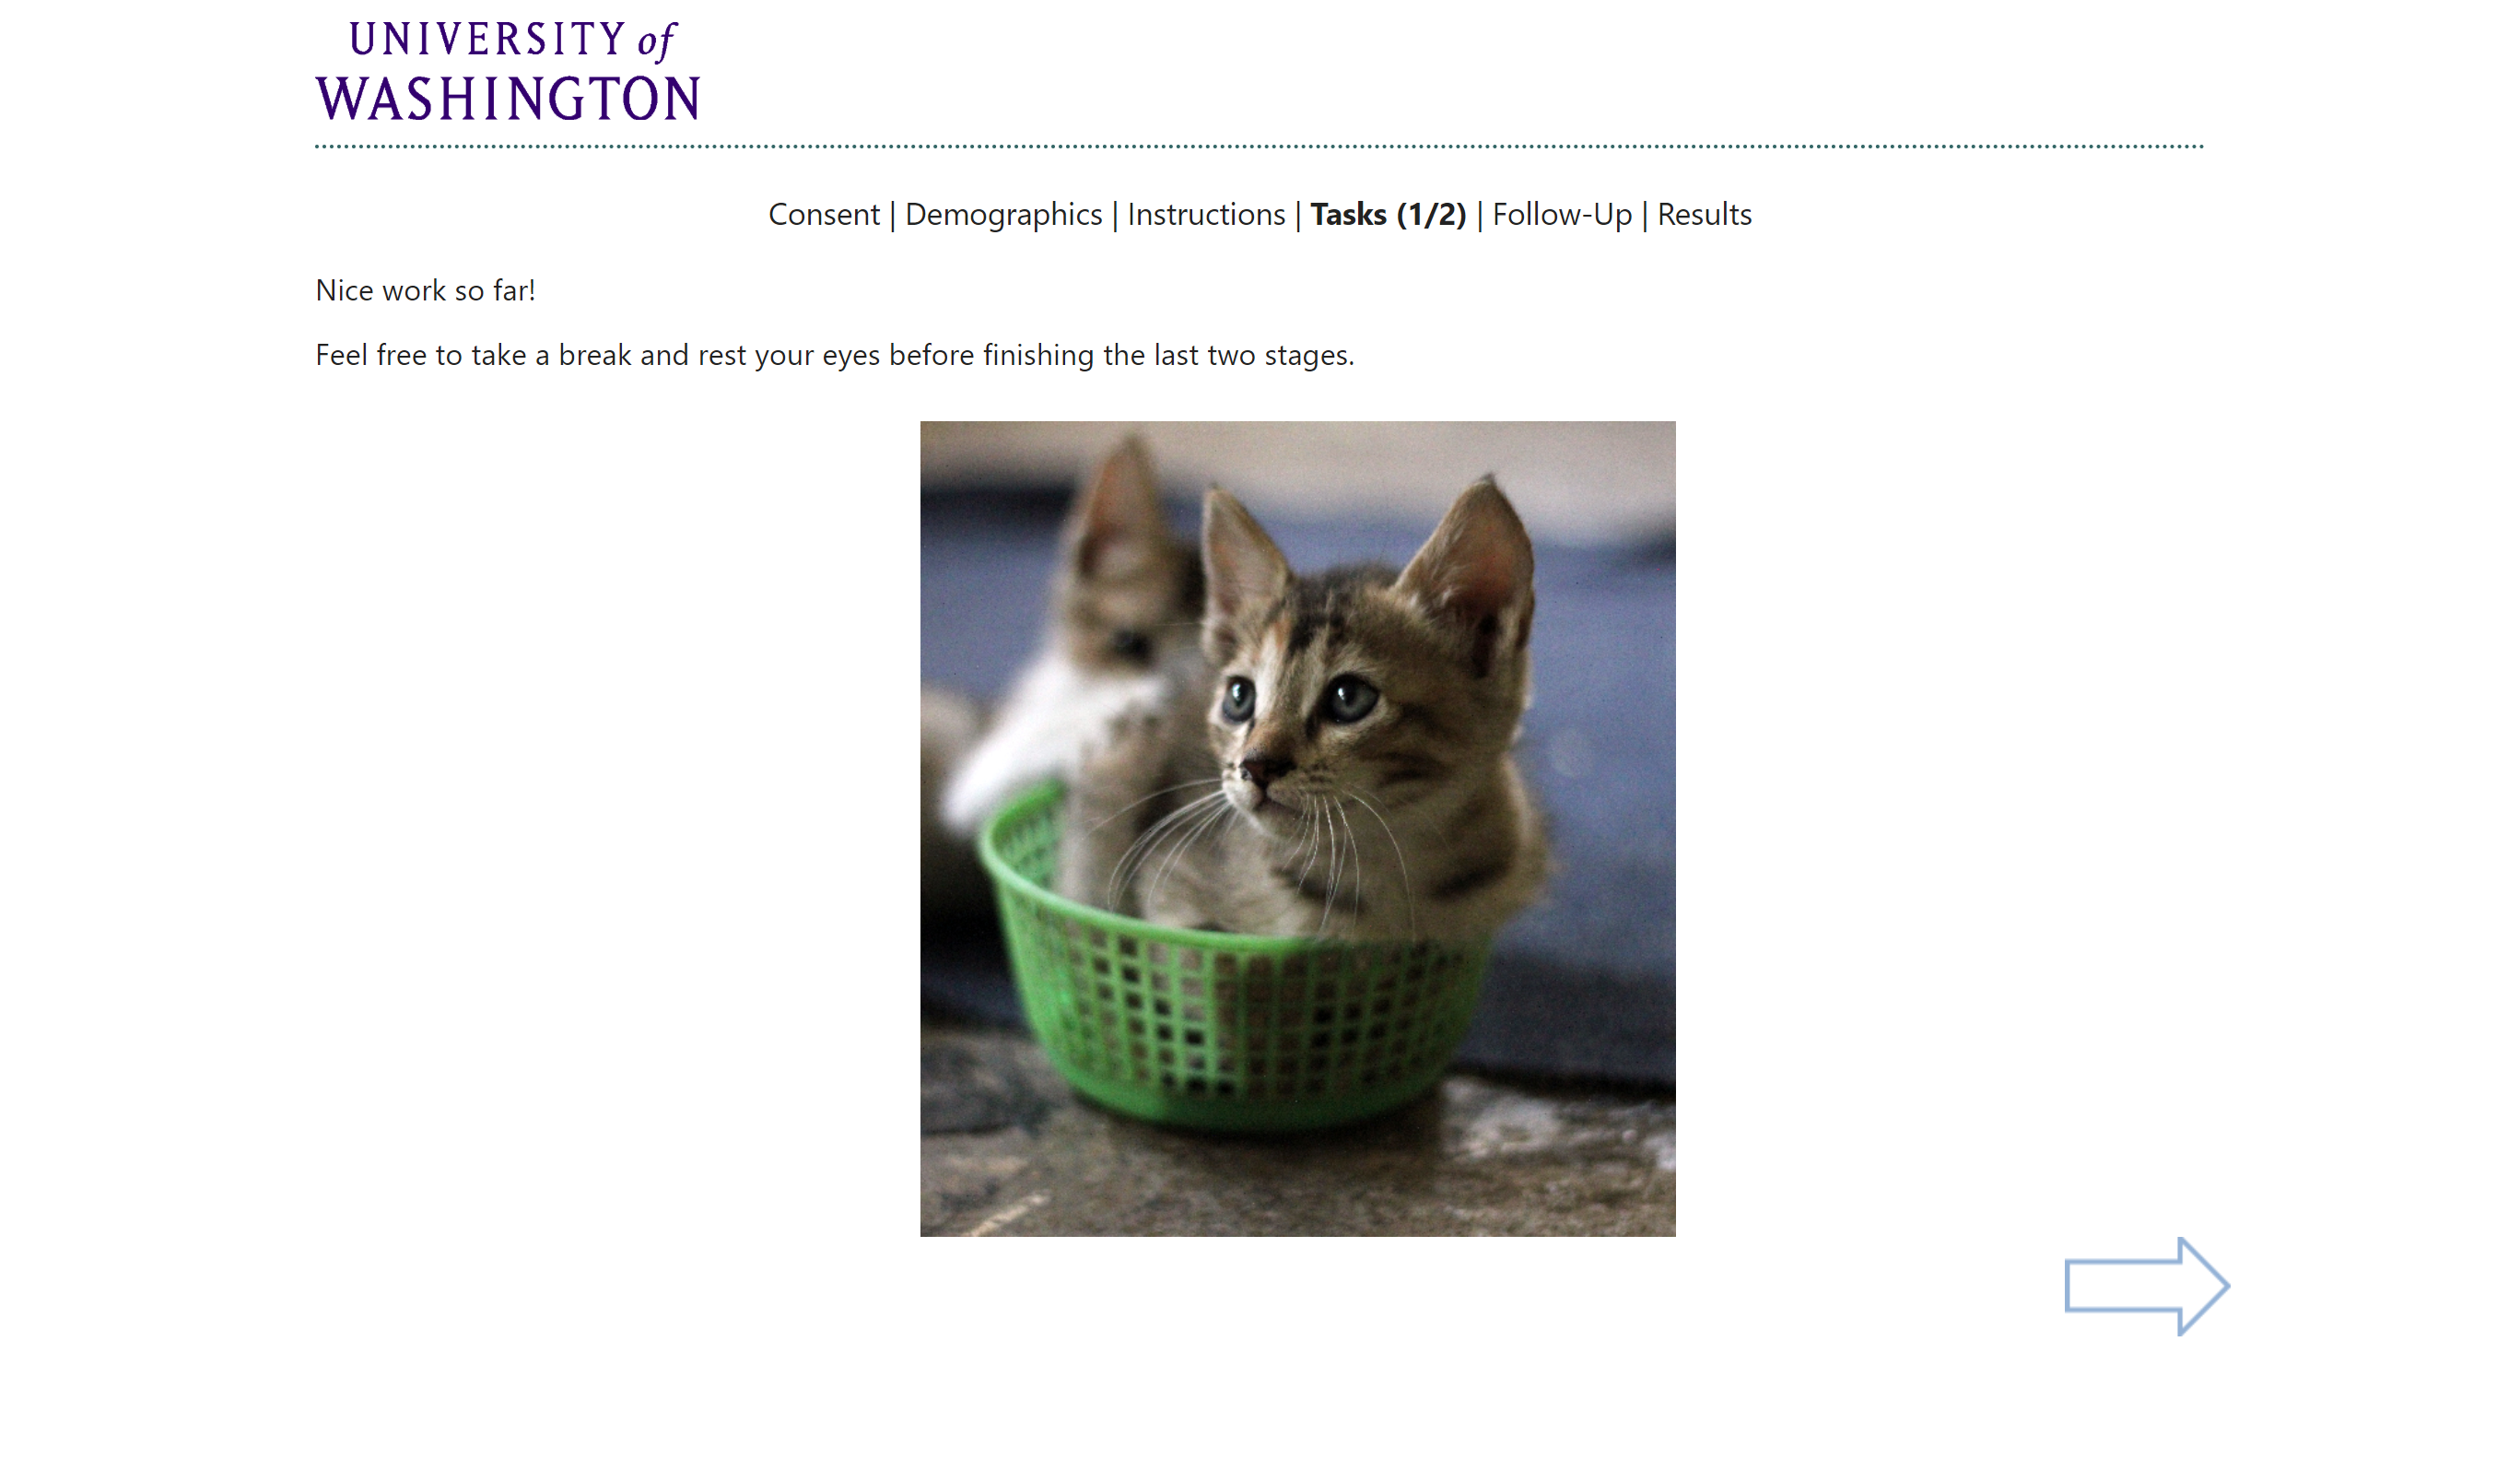 UNIVERSITY of
WASHINGTON
Consent | Demographics | Instructions | Tasks (1/2) | Follow-Up | Results
Nice work so far!
Feel free to take a break and rest your eyes before finishing the last two stages.